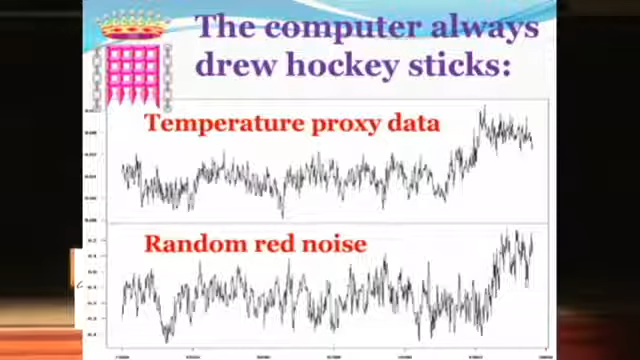 The computer always
drew hockey sticks:
Temperature proxy data
Random red noise